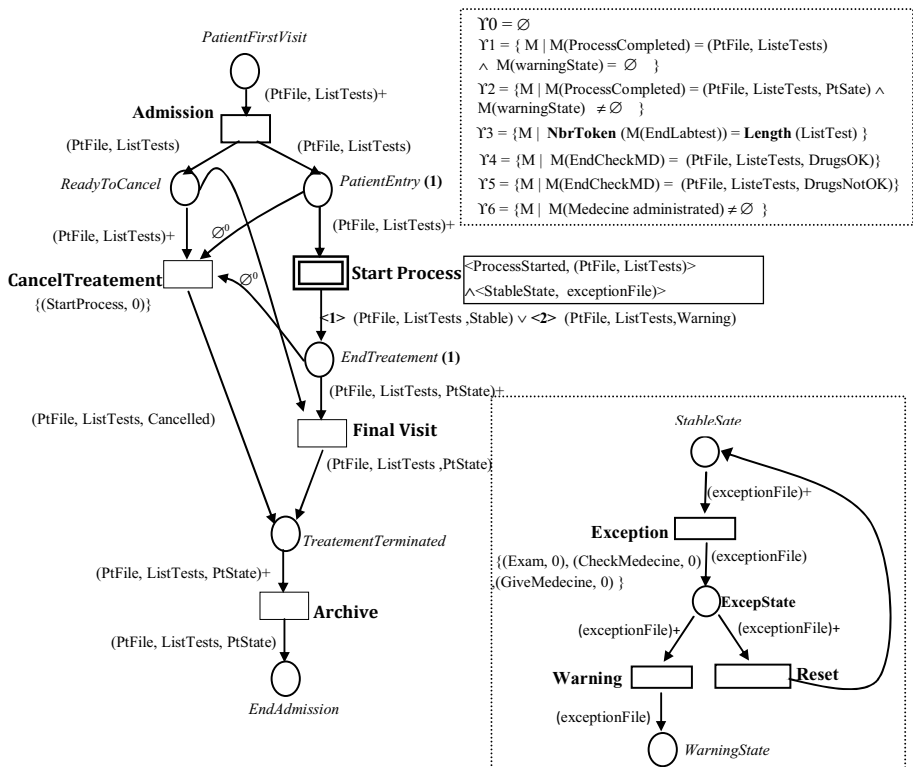 PatientFirstVisit
(PtFile, ListTests)+
Admission
(PtFile, ListTests)
(PtFile, ListTests)
ReadyToCancel
PatientEntry (1)
(PtFile, ListTests)+
∅⁰
(PtFile, ListTests)+
CancelTreatement
{(StartProcess, 0)}
∅⁰
Start Process
<ProcessStarted, (PtFile, ListTests)>
∧<StableState, exceptionFile)>
<1> (PtFile, ListTests ,Stable) ∨ <2> (PtFile, ListTests,Warning)
EndTreatement (1)
(PtFile, ListTests, PtState)+
(PtFile, ListTests, Cancelled)
Final Visit
(PtFile, ListTests ,PtState)
TreatementTerminated
(PtFile, ListTests, PtState)+
Archive
(PtFile, ListTests, PtState)
EndAdmission
ϒ0 = ∅
ϒ1 = { M | M(ProcessCompleted) = (PtFile, ListeTests)
∧ M(warningState) = ∅ }
ϒ2 = {M | M(ProcessCompleted) = (PtFile, ListeTests, PtSate) ∧
M(warningState) ≠ ∅ }
ϒ3 = {M | NbrToken (M(EndLabtest)) = Length (ListTest) }
ϒ4 = {M | M(EndCheckMD) = (PtFile, ListeTests, DrugsOK)}
ϒ5 = {M | M(EndCheckMD) = (PtFile, ListeTests, DrugsNotOK)}
ϒ6 = {M | M(Medecine administrated) ≠ ∅ }
StableSate
(exceptionFile)+
Exception
{(Exam, 0), (CheckMedecine, 0)
,(GiveMedecine, 0) }
(exceptionFile)
ExcepState
(exceptionFile)+
(exceptionFile)+
Warning
Reset
(exceptionFile)
WarningState